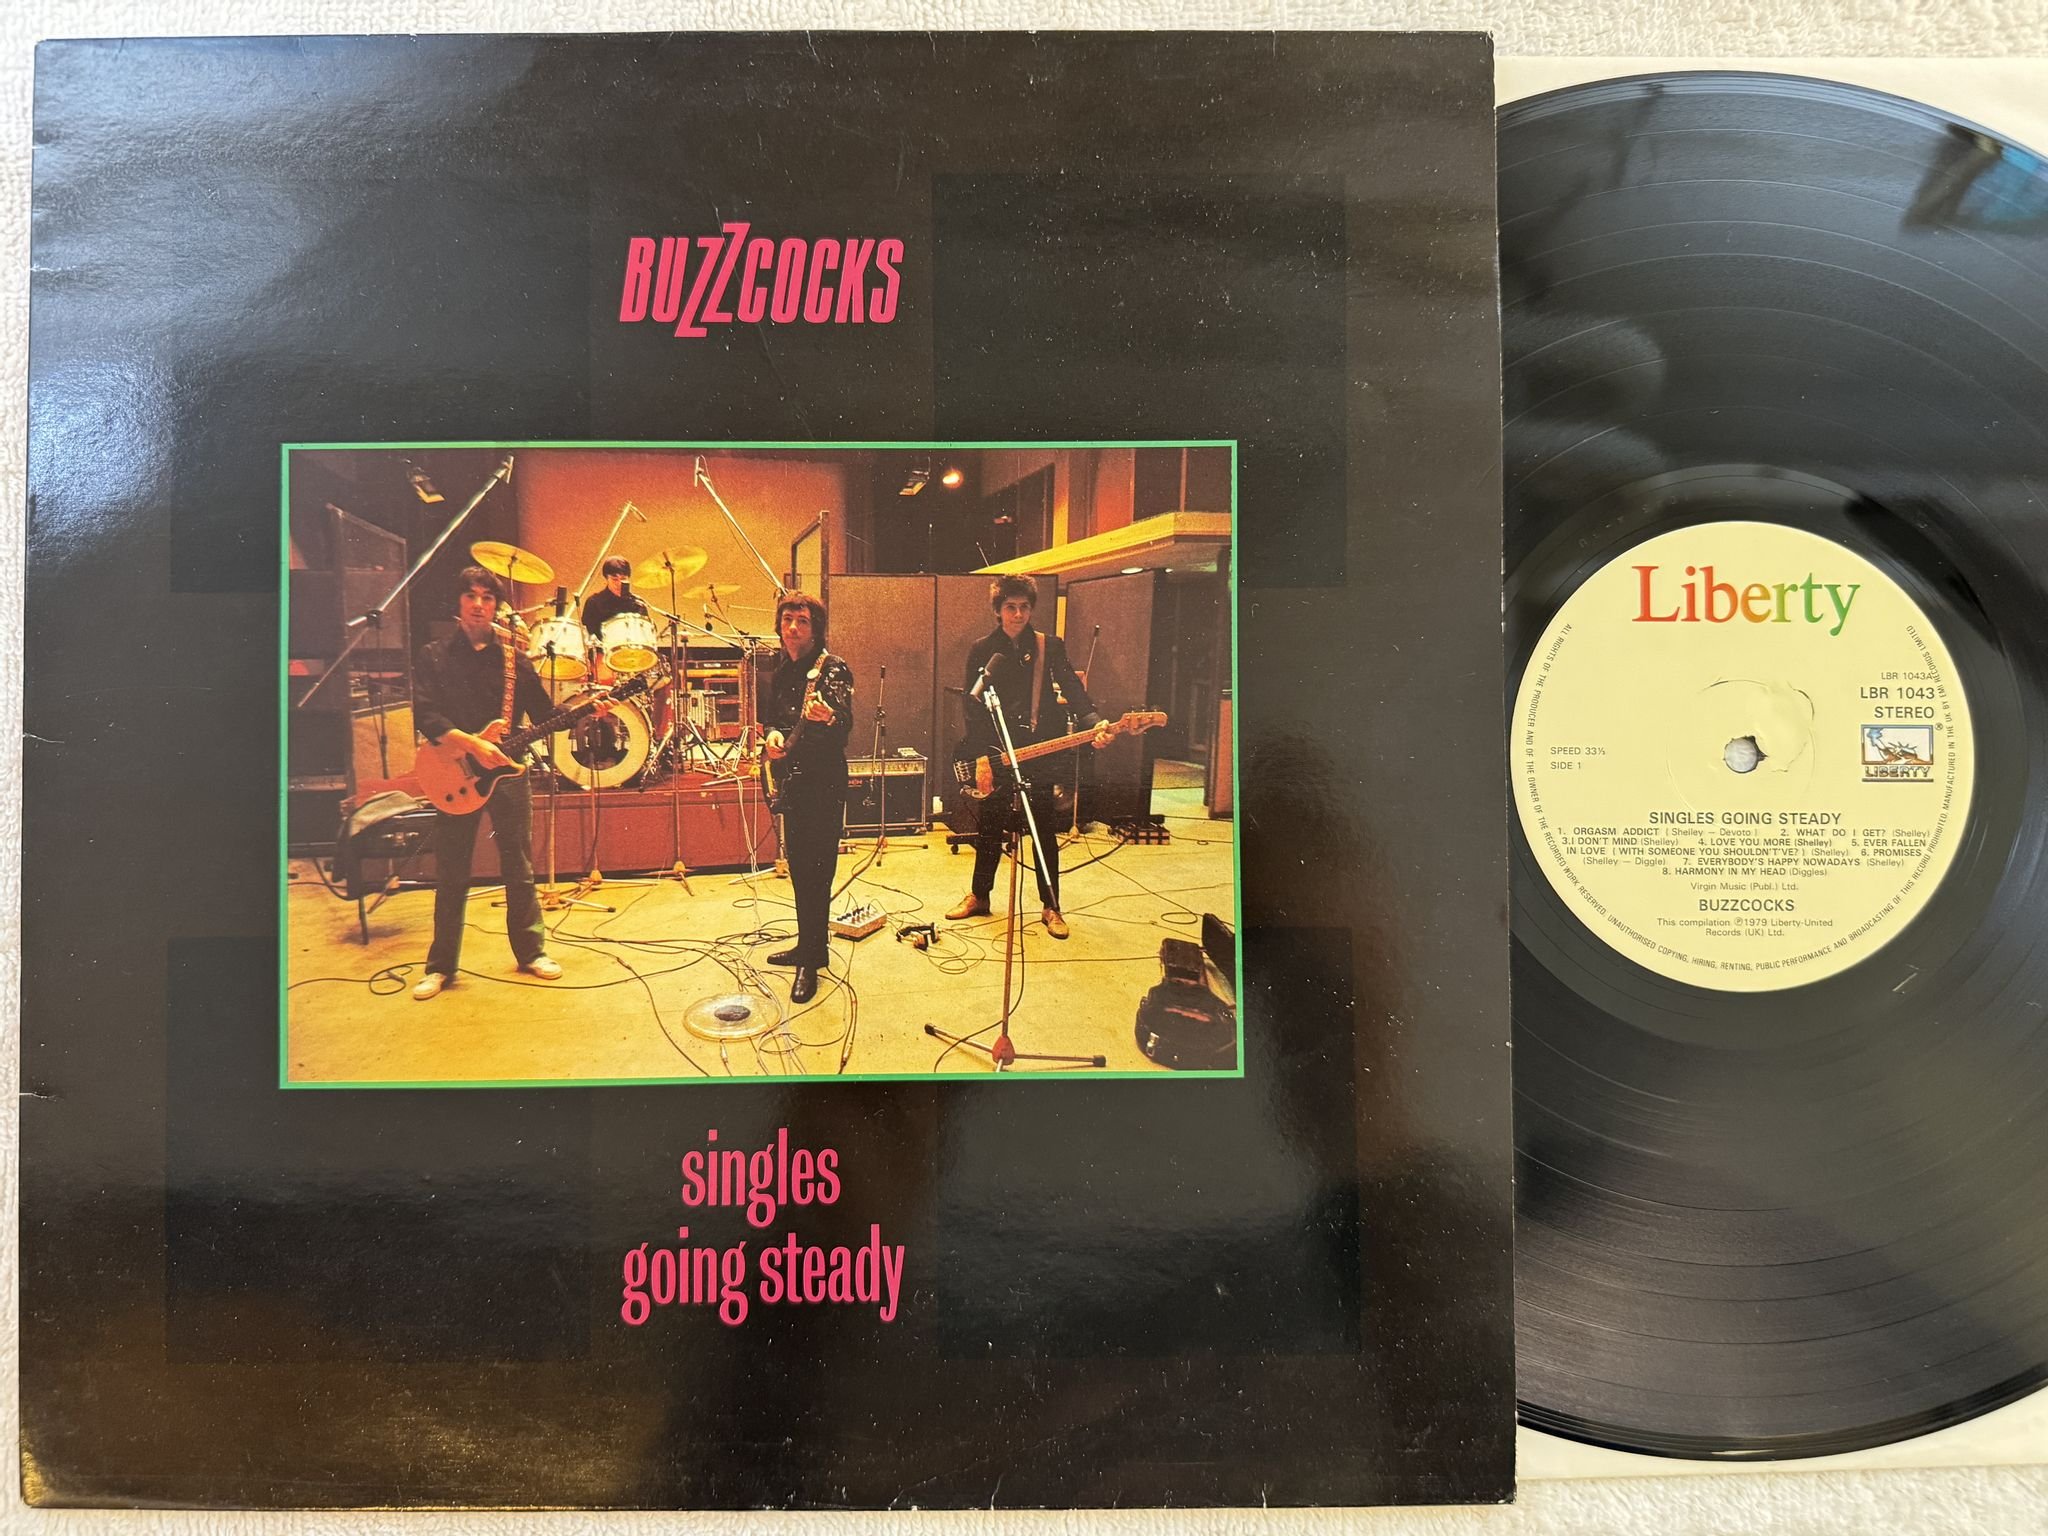 BUZZCOCKS
singles
going steady
Liberty
LBR 1043A
LBR 1043
STEREO
LIBERTY
SPEED 33⅓
SIDE 1
SINGLES GOING STEADY
1. ORGASM ADDICT ( Shelley – Devoto ) 2. WHAT DO I GET? (Shelley)
3.I DON'T MIND (Shelley) 4. LOVE YOU MORE (Shelley) 5. EVER FALLEN
IN LOVE ( WITH SOMEONE YOU SHOULDN'T'VE? ) (Shelley) 6. PROMISES
(Shelley – Diggle) 7. EVERYBODY'S HAPPY NOWADAYS (Shelley)
8. HARMONY IN MY HEAD (Diggles)
Virgin Music (Publ.) Ltd.
BUZZCOCKS
This compilation ℗1979 Liberty-United
Records (UK) Ltd.
ALL RIGHTS OF THE PRODUCER AND OF THE OWNER OF THE RECORDED WORK RESERVED. UNAUTHORISED COPYING, HIRING, RENTING, PUBLIC PERFORMANCE AND BROADCASTING OF THIS RECORD PROHIBITED. MANUFACTURED IN THE UK BY EMI RECORDS LIMITED